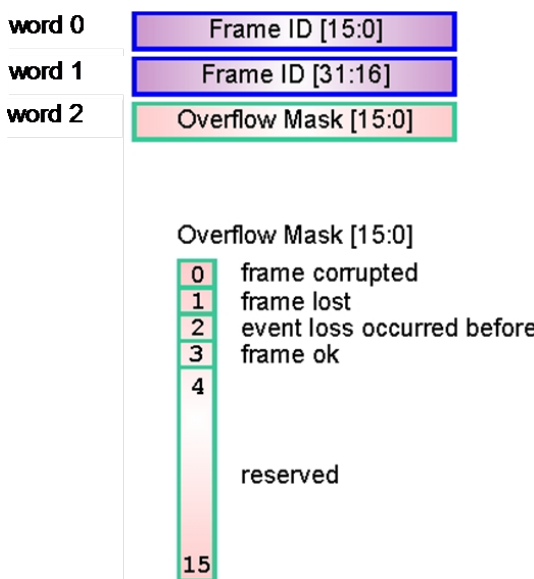 word 0 Frame ID [15:0]
word 1 Frame ID [31:16]
word 2 Overflow Mask [15:0]
Overflow Mask [15:0]
0 frame corrupted
1 frame lost
2 event loss occurred before
3 frame ok
4
reserved
15